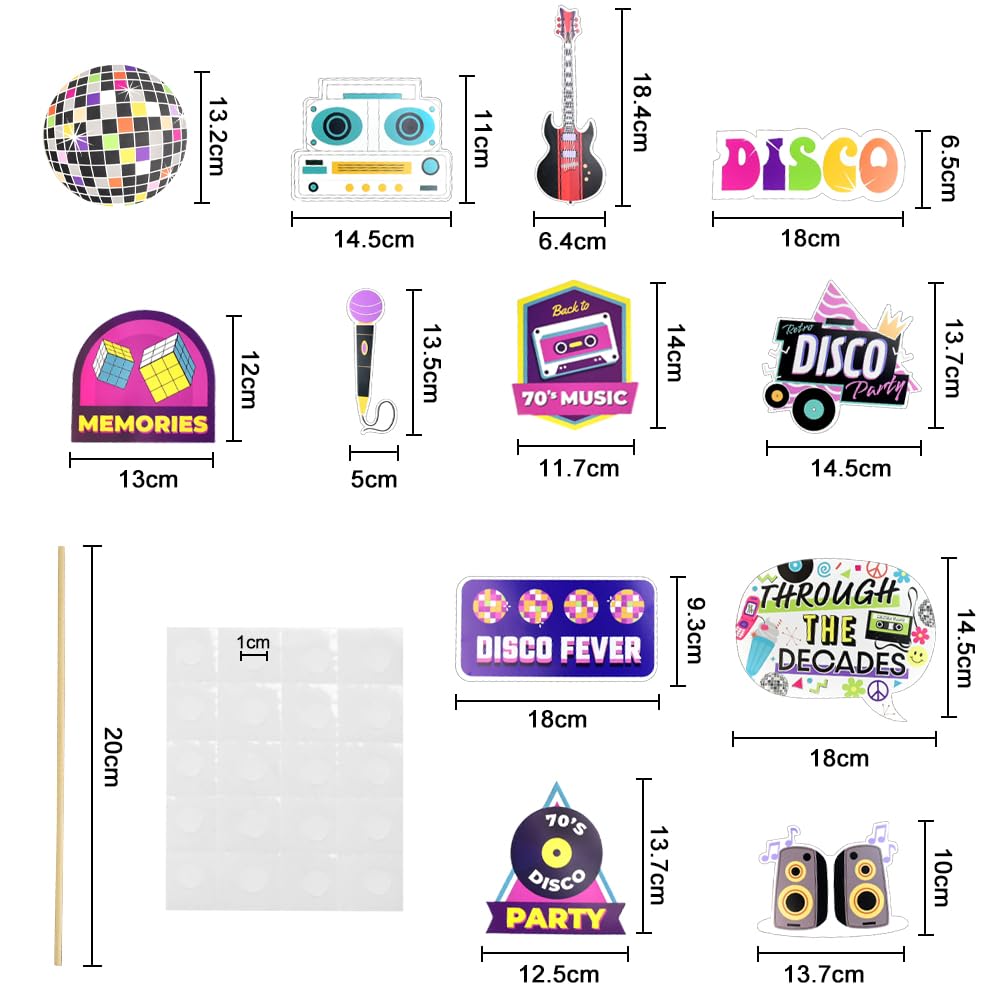 13.2cm
11cm
14.5cm
18.4cm
6.4cm
DISCO
6.5cm
18cm
MEMORIES
12cm
13cm
13.5cm
5cm
Back to
70's MUSIC
14cm
11.7cm
Retro
DISCO
Party
13.7cm
14.5cm
20cm
1cm
DISCO FEVER
9.3cm
18cm
THROUGH
THE
DECADES
14.5cm
18cm
70'S
DISCO
PARTY
13.7cm
12.5cm
10cm
13.7cm